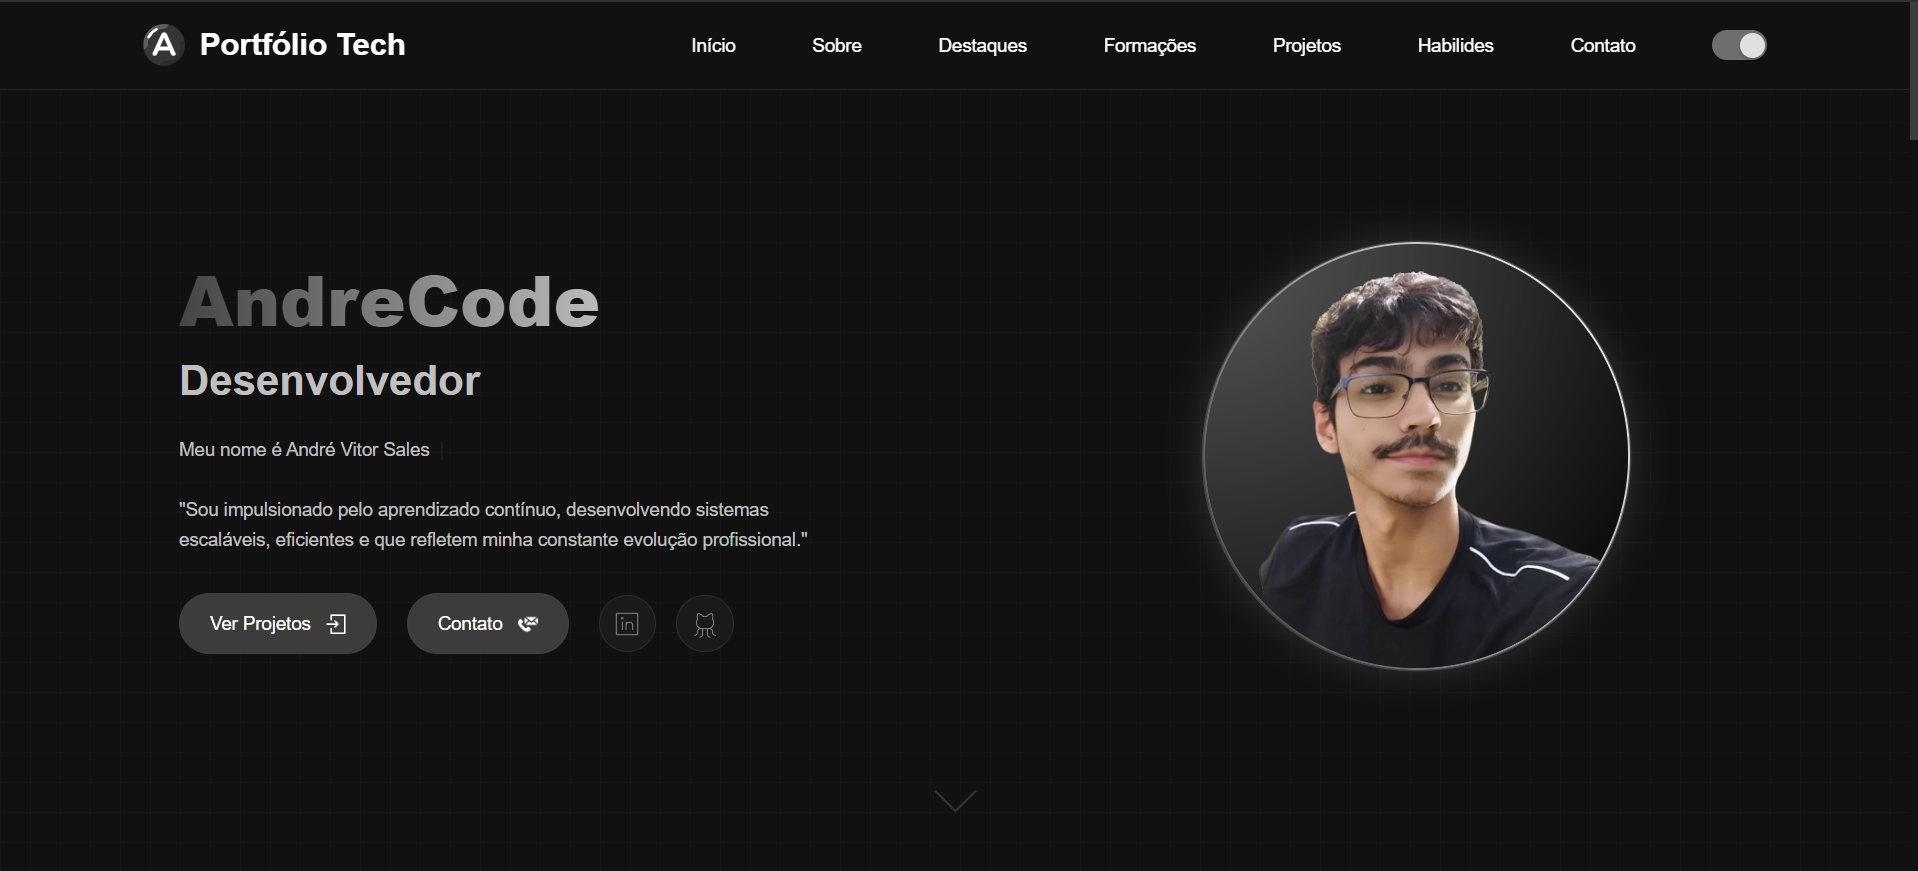 A Portfólio Tech
Início Sobre Destaques Formações Projetos Habilides Contato
AndreCode
Desenvolvedor
Meu nome é André Vitor Sales
"Sou impulsionado pelo aprendizado contínuo, desenvolvendo sistemas
escaláveis, eficientes e que refletem minha constante evolução profissional."
Ver Projetos Contato in